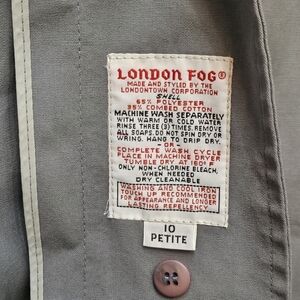 LONDON FOG®
MADE AND STYLED BY THE
LONDONTOWN CORPORATION
SHELL
65% POLYESTER
35% COMBED COTTON
MACHINE WASH SEPARATELY
WITH WARM OR COLD WATER
RINSE THREE (3) TIMES. REMOVE
ALL SOAPS. DO NOT SPIN DRY OR
WRING. HANG TO DRIP DRY.
- OR -
COMPLETE WASH CYCLE
PLACE IN MACHINE DRYER
TUMBLE DRY AT 160° F
ONLY NON-CHLORINE BLEACH,
WHEN NEEDED
DRY CLEANABLE
WASHING AND COOL IRON
TOUCH UP RECOMMENDED
FOR APPEARANCE AND LONGER
LASTING REPELLENCY.
10
PETITE